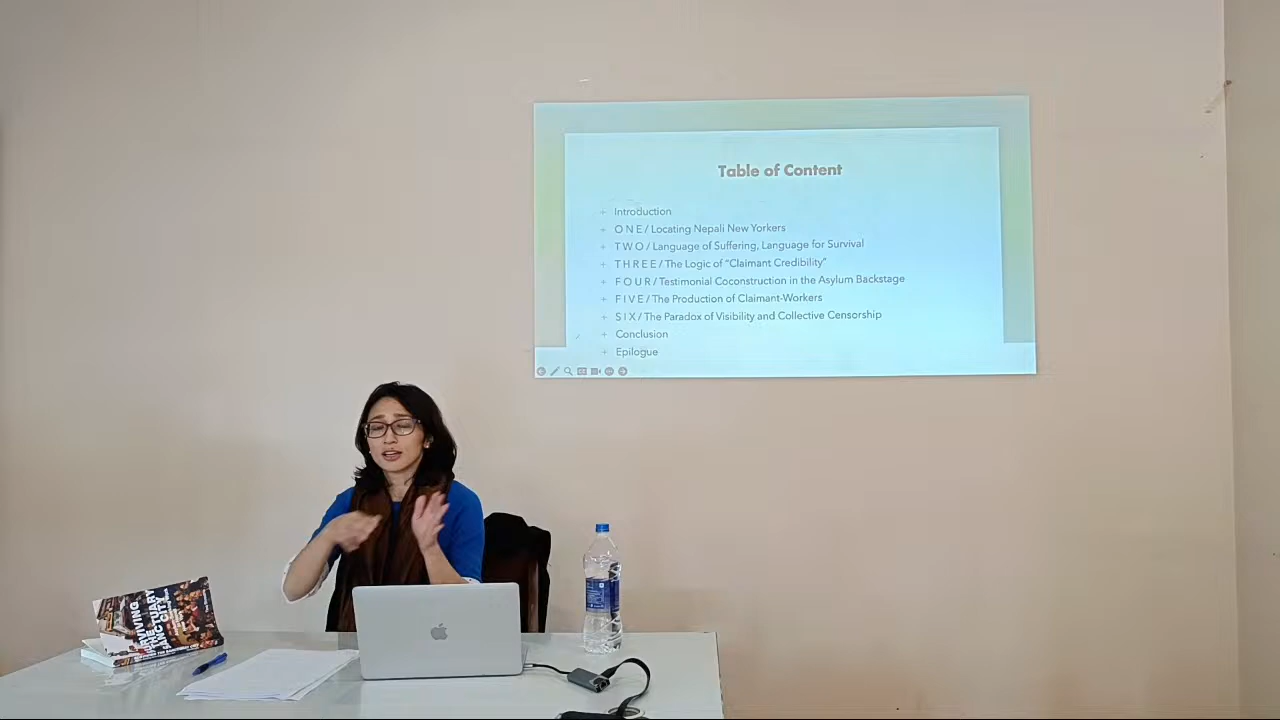 Table of Content
Introduction
O N E / Locating Nepali New Yorkers
T W O / Language of Suffering, Language for Survival
T H R E E / The Logic of “Claimant Credibility”
F O U R / Testimonial Coconstruction in the Asylum Backstage
F I V E / The Production of Claimant-Workers
S I X / The Paradox of Visibility and Collective Censorship
Conclusion
Epilogue
SANCTUARY
CITY